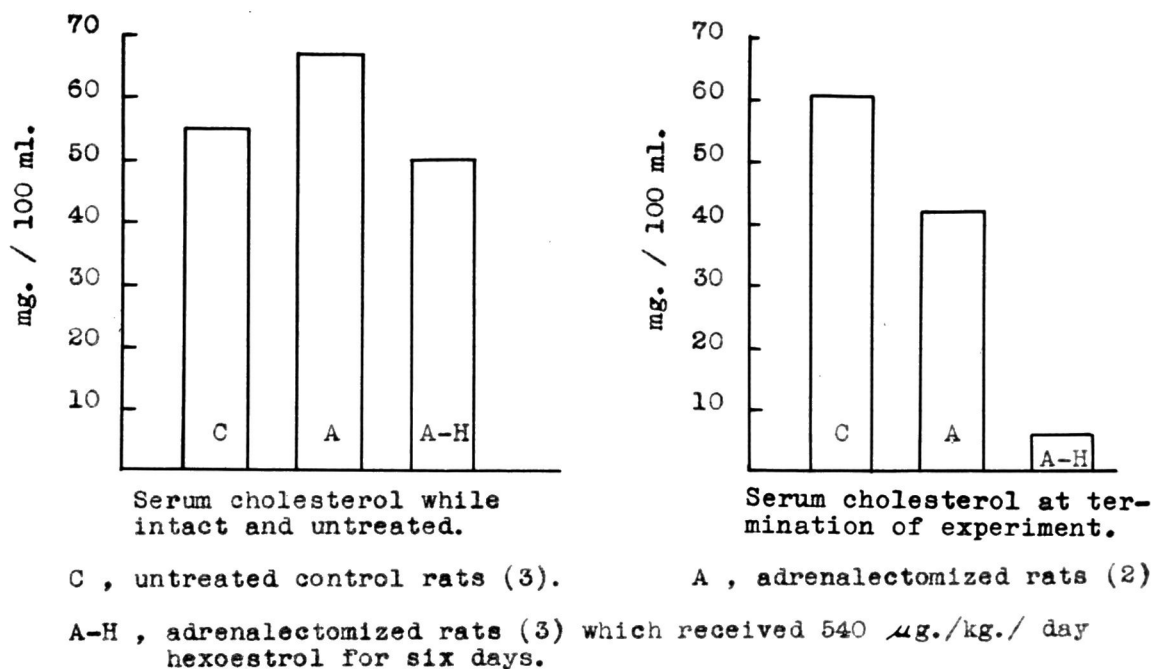 70
60
50
40
30
20
10
mg. / 100 ml.
C
A
A-H
Serum cholesterol while
intact and untreated.
70
60
50
40
30
20
10
mg. / 100 ml.
C
A
A-H
Serum cholesterol at ter-
mination of experiment.
C , untreated control rats (3).
A , adrenalectomized rats (2)
A-H , adrenalectomized rats (3) which received 540 µg./kg./ day
hexoestrol for six days.